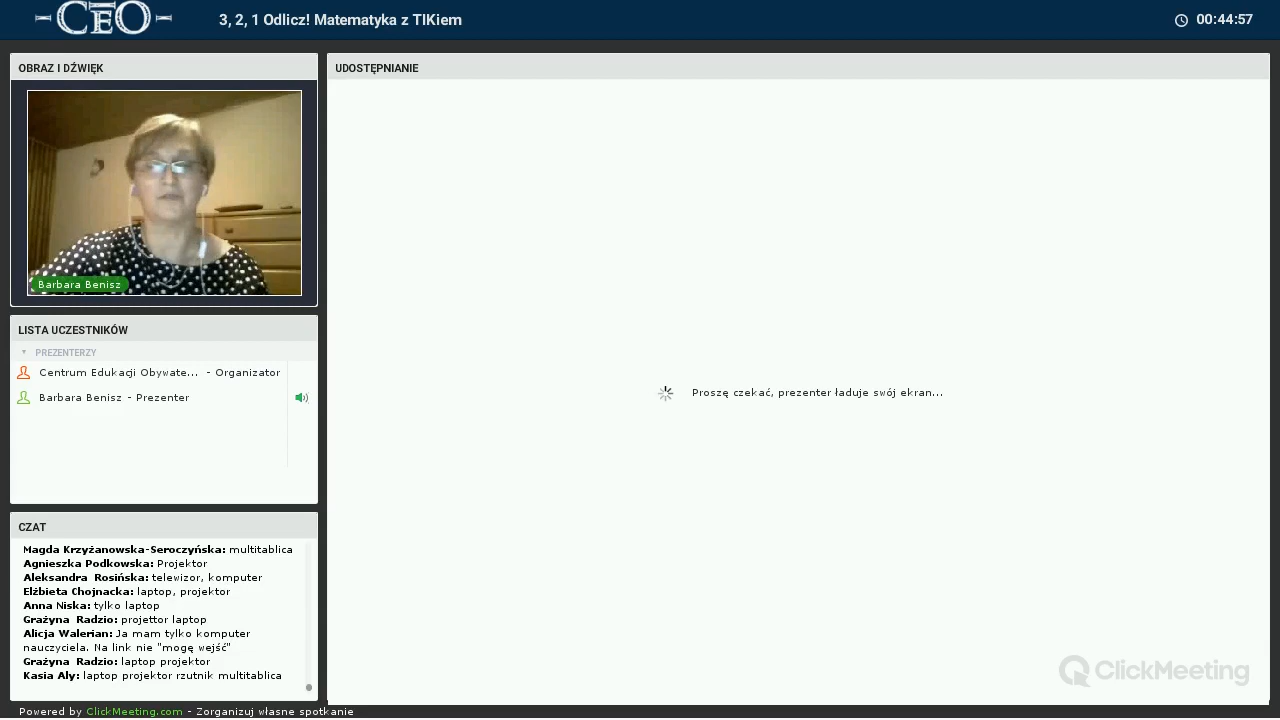 CEO
3, 2, 1 Odlicz! Matematyka z TIKiem
00:44:57
OBRAZ I DŹWIĘK
Barbara Benisz
LISTA UCZESTNIKÓW
PREZENTERZY
Centrum Edukacji Obywate... - Organizator
Barbara Benisz - Prezenter
CZAT
Magda Krzyżanowska-Seroczyńska: multitablica
Agnieszka Podkowska: Projektor
Aleksandra Rosińska: telewizor, komputer
Elżbieta Chojnacka: laptop, projektor
Anna Niska: tylko laptop
Grażyna Radzio: projettor laptop
Alicja Walerian: Ja mam tylko komputer
nauczyciela. Na link nie "mogę wejść"
Grażyna Radzio: laptop projektor
Kasia Aly: laptop projektor rzutnik multitablica
UDOSTĘPNIANIE
Proszę czekać, prezenter ładuje swój ekran...
ClickMeeting
Powered by ClickMeeting.com - Zorganizuj własne spotkanie